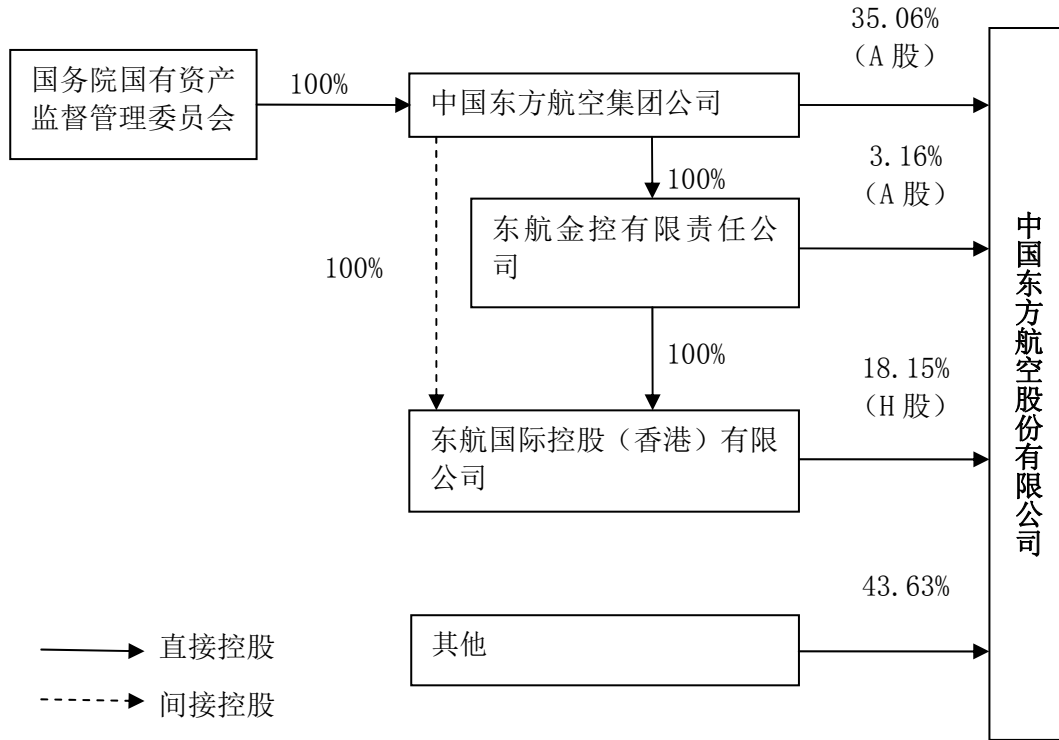 35.06%
（A 股）
国务院国有资产
监督管理委员会
100%
中国东方航空集团公司
3.16%
（A 股）
100%
东航金控有限责任公
司
100%
中国东方航空股份有限公司
100%
18.15%
（H 股）
东航国际控股（香港）有限
公司
43.63%
其他
直接控股
间接控股